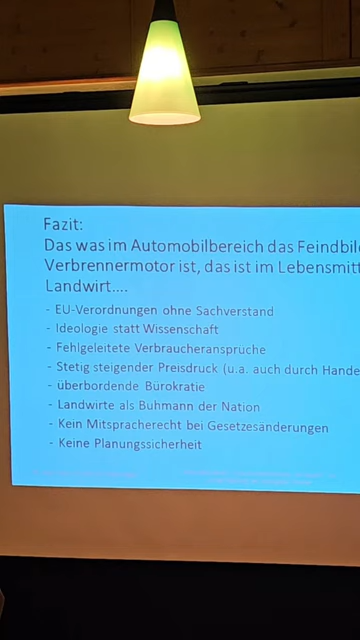 Fazit:
Das was im Automobilbereich das Feindbil
Verbrennermotor ist, das ist im Lebensmitt
Landwirt....
- EU-Verordnungen ohne Sachverstand
- Ideologie statt Wissenschaft
- Fehlgeleitete Verbraucheransprüche
- Stetig steigender Preisdruck (u.a. auch durch Hande
- überbordende Bürokratie
- Landwirte als Buhmann der Nation
- Kein Mitspracherecht bei Gesetzesänderungen
- Keine Planungssicherheit